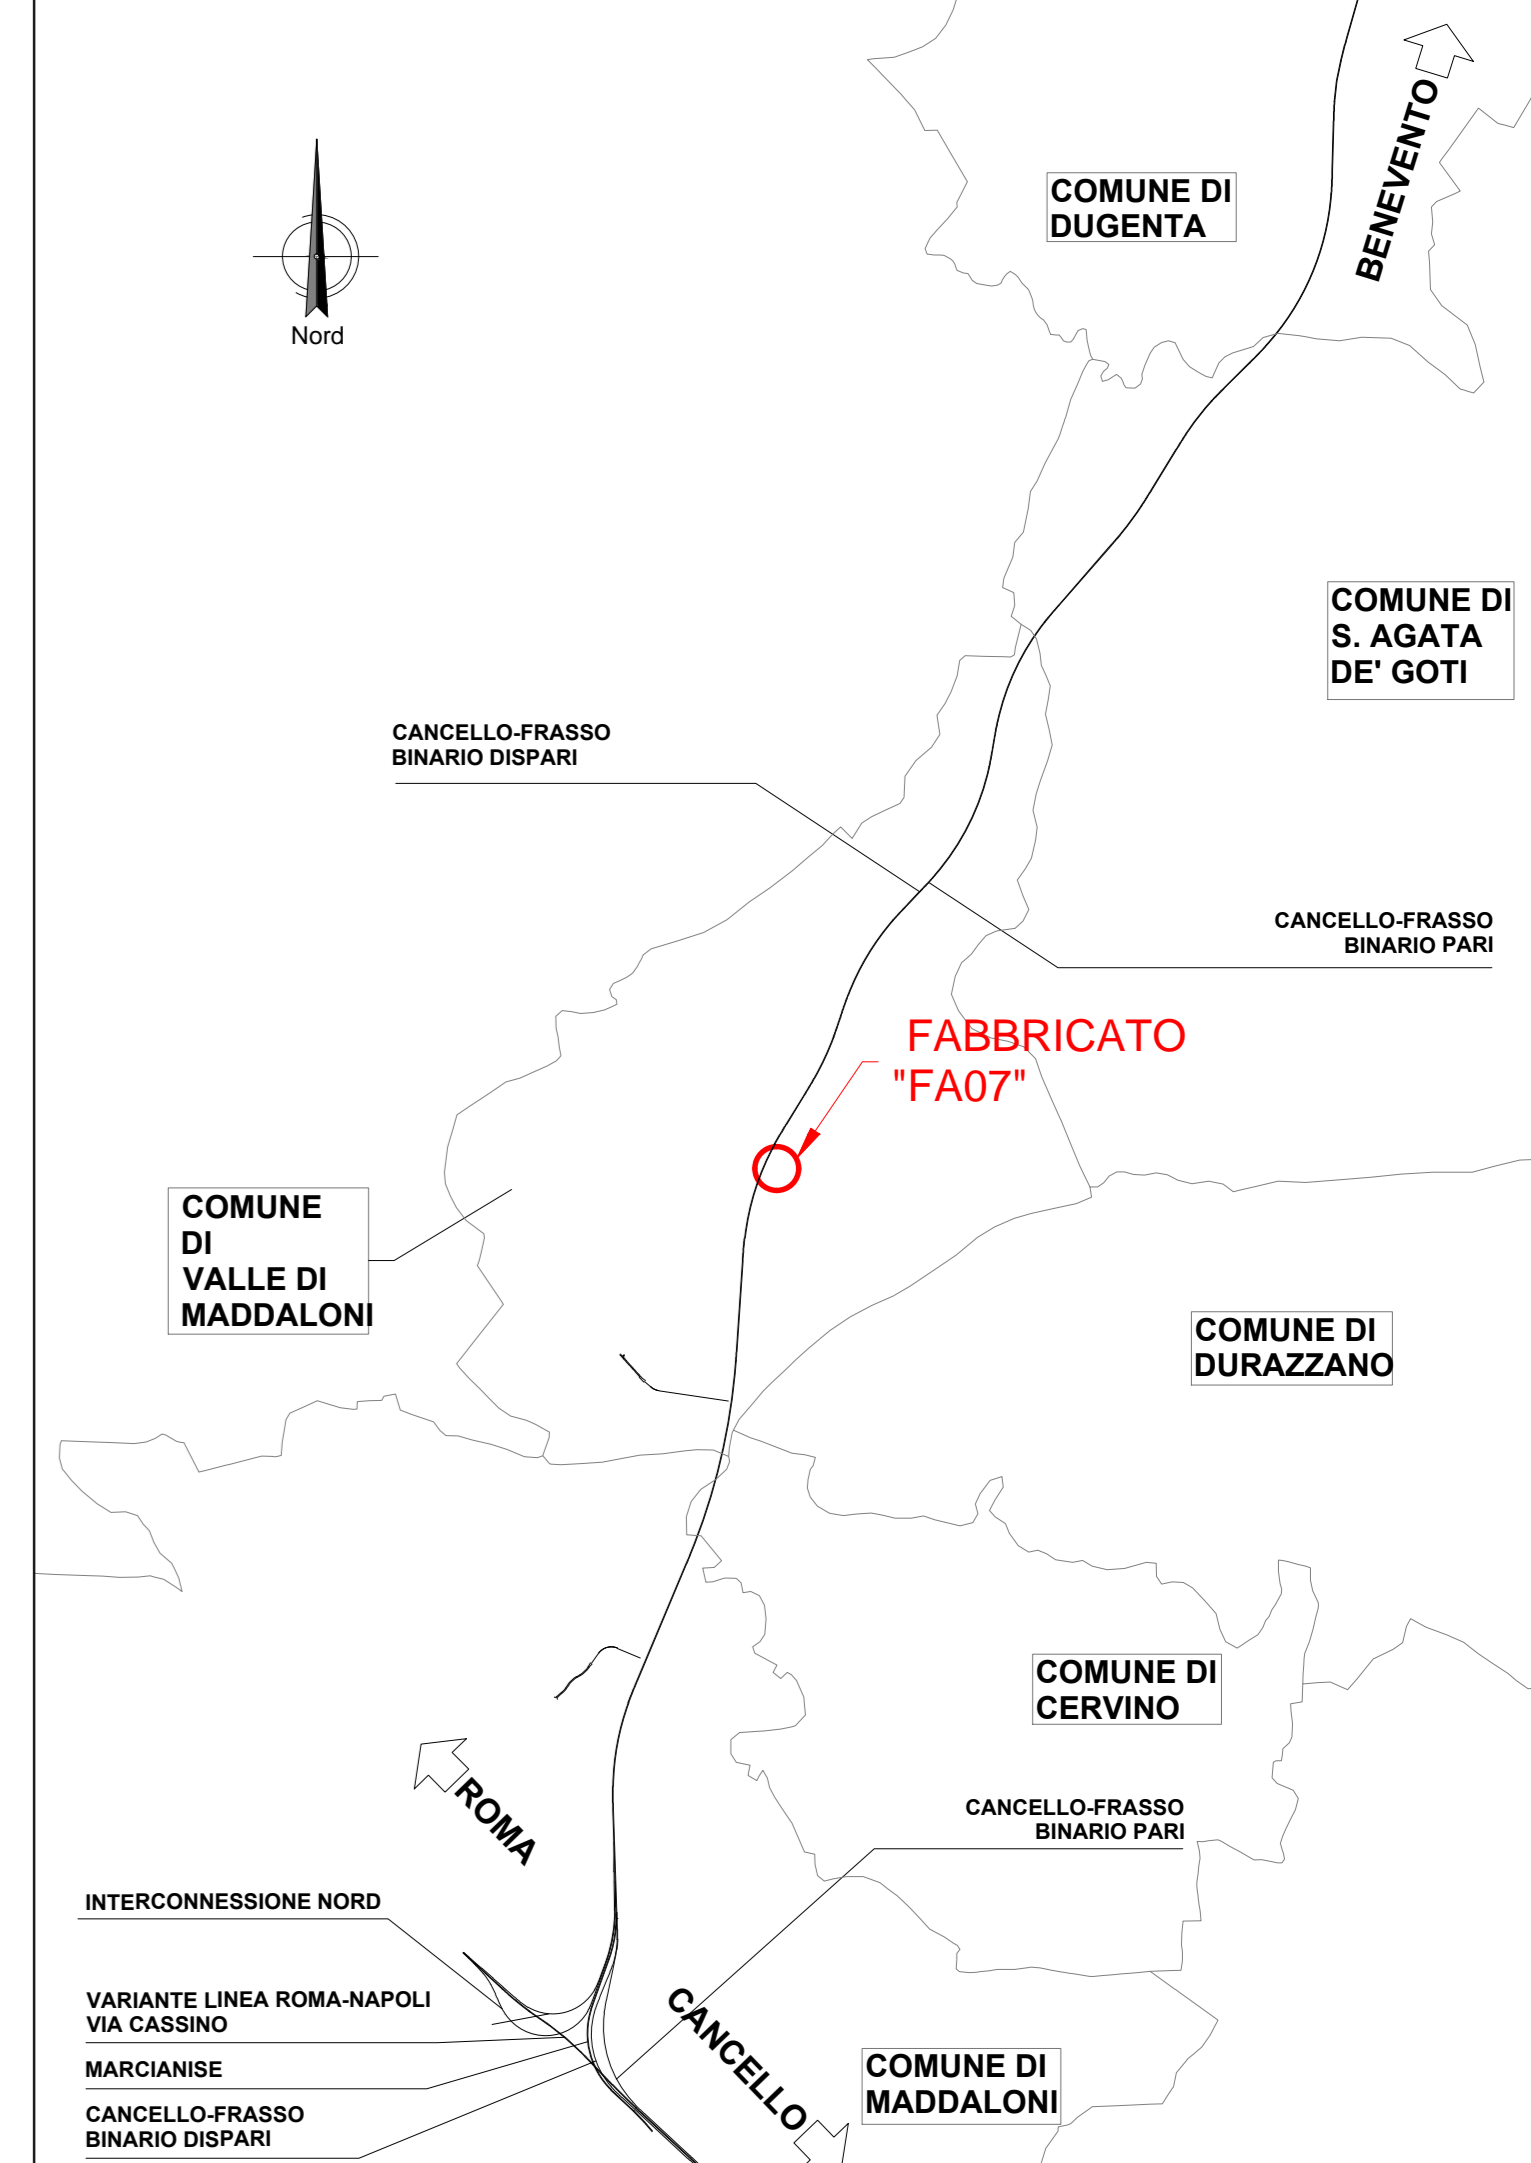 BENEVENTO
COMUNE DI
DUGENTA
Nord
COMUNE DI
S. AGATA
DE' GOTI
CANCELLO-FRASSO
BINARIO DISPARI
CANCELLO-FRASSO
BINARIO PARI
FABBRICATO
"FA07"
COMUNE
DI
VALLE DI
MADDALONI
COMUNE DI
DURAZZANO
COMUNE DI
CERVINO
ROMA
CANCELLO-FRASSO
BINARIO PARI
INTERCONNESSIONE NORD
VARIANTE LINEA ROMA-NAPOLI
VIA CASSINO
MARCIANISE
CANCELLO-FRASSO
BINARIO DISPARI
CANCELLO
COMUNE DI
MADDALONI